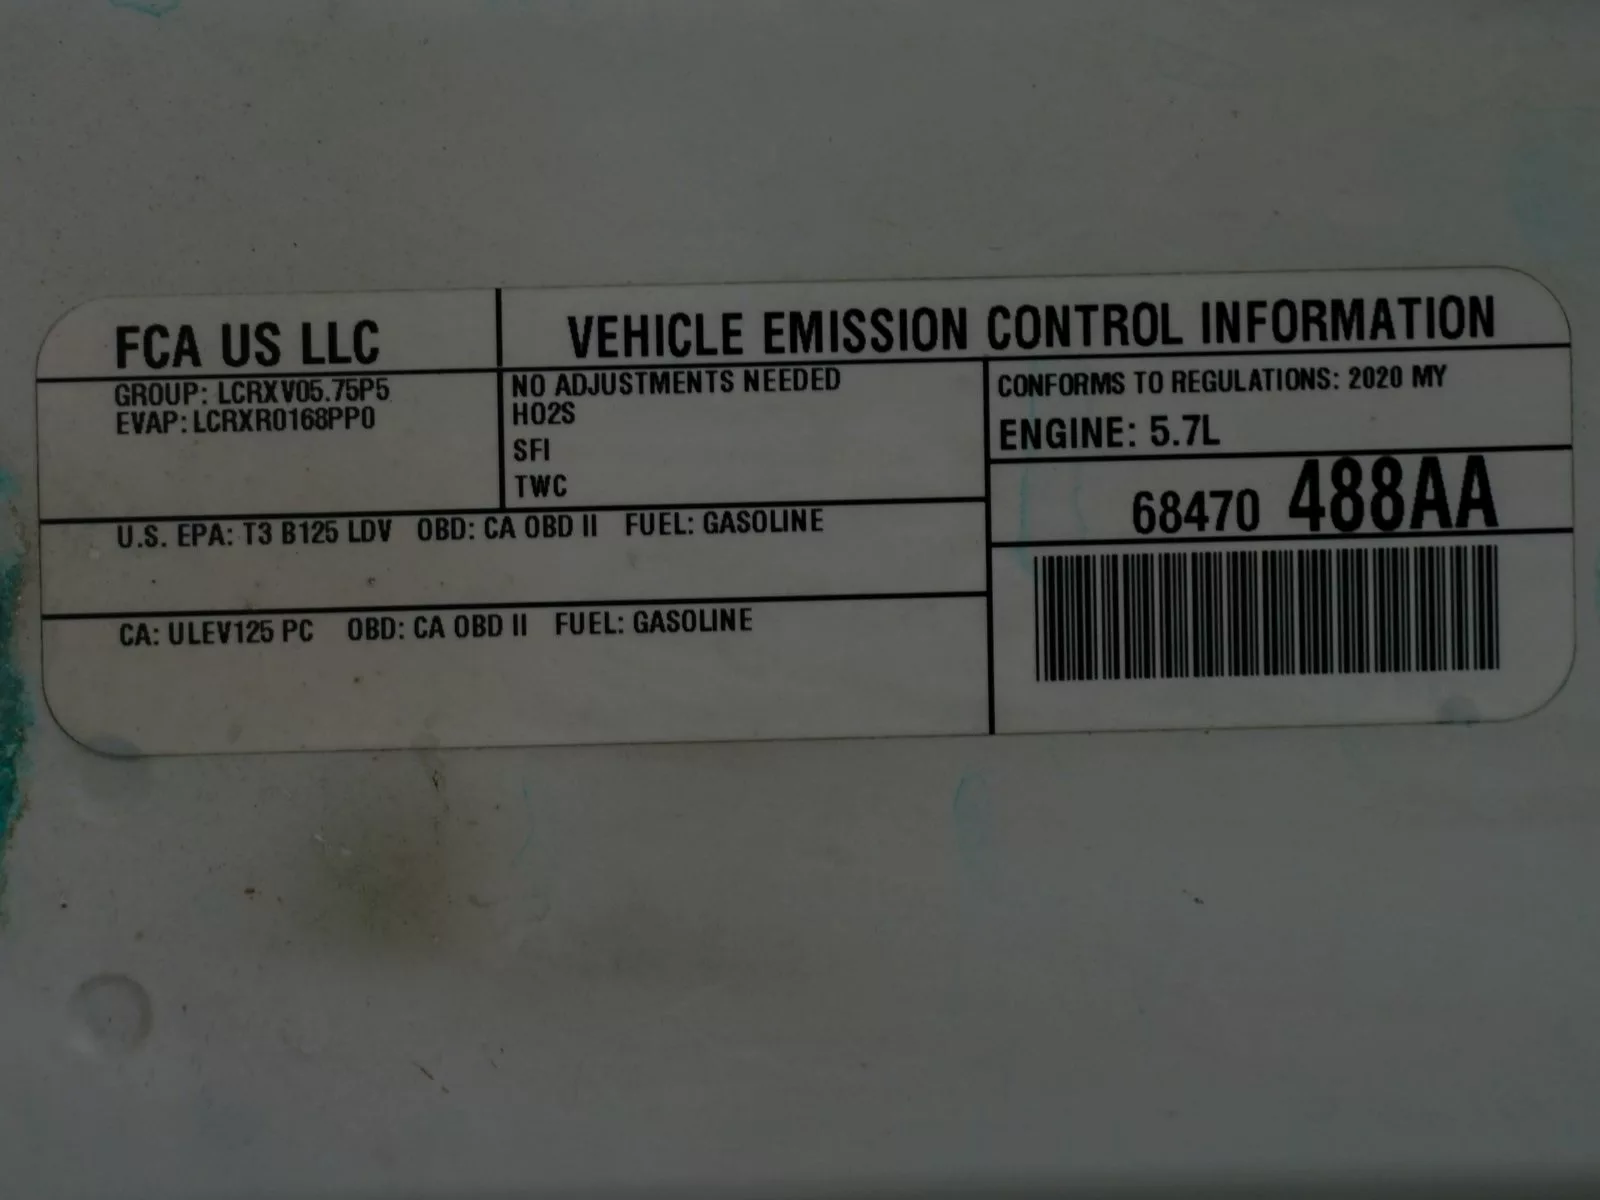 FCA US LLC
VEHICLE EMISSION CONTROL INFORMATION
GROUP: LCRXV05.75P5
EVAP: LCRXR0168PP0
NO ADJUSTMENTS NEEDED
HO2S
SFI
TWC
CONFORMS TO REGULATIONS: 2020 MY
ENGINE: 5.7L
68470 488AA
U.S. EPA: T3 B125 LDV OBD: CA OBD II FUEL: GASOLINE
CA: ULEV125 PC OBD: CA OBD II FUEL: GASOLINE